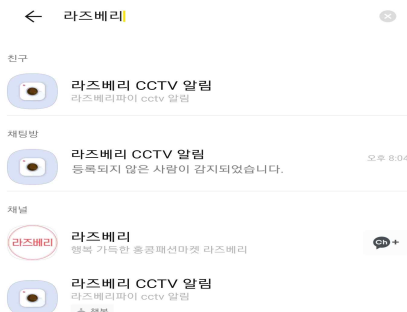 라즈베리
친구
라즈베리 CCTV 알림
라즈베리파이 cctv 알림
채팅방
라즈베리 CCTV 알림
오후 8:04
등록되지 않은 사람이 감지되었습니다.
채널
라즈베리
라즈베리
Ch +
행복 가득한 홍콩패션마켓 라즈베리
라즈베리 CCTV 알림
라즈베리파이 cctv 알림